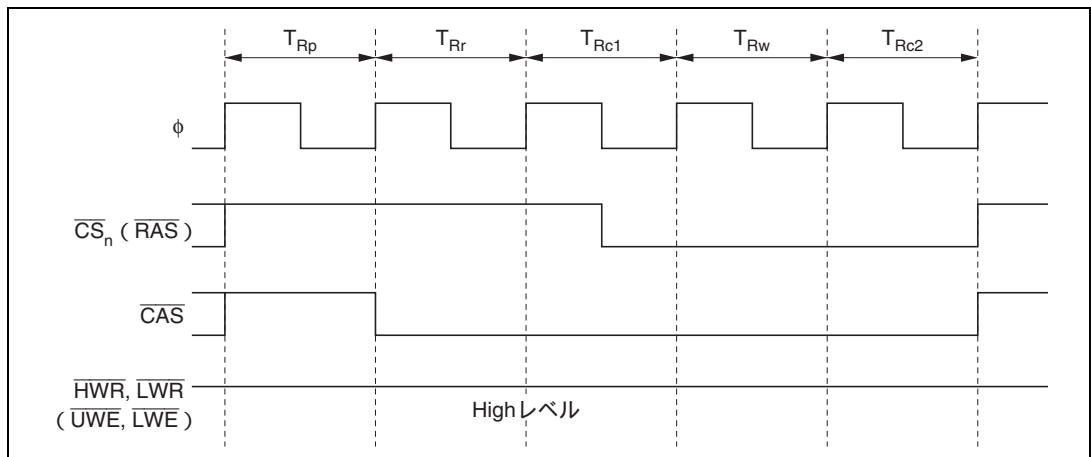 TRp TRr TRc1 TRw TRc2
φ
CSn ( RAS )
CAS
HWR, LWR
( UWE, LWE )
Highレベル